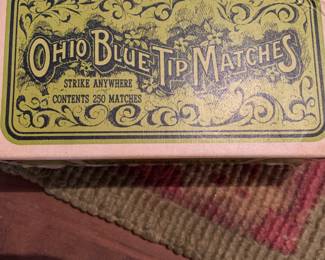 OHIO BLUE TIP MATCHES
STRIKE ANYWHERE
CONTENTS 250 MATCHES